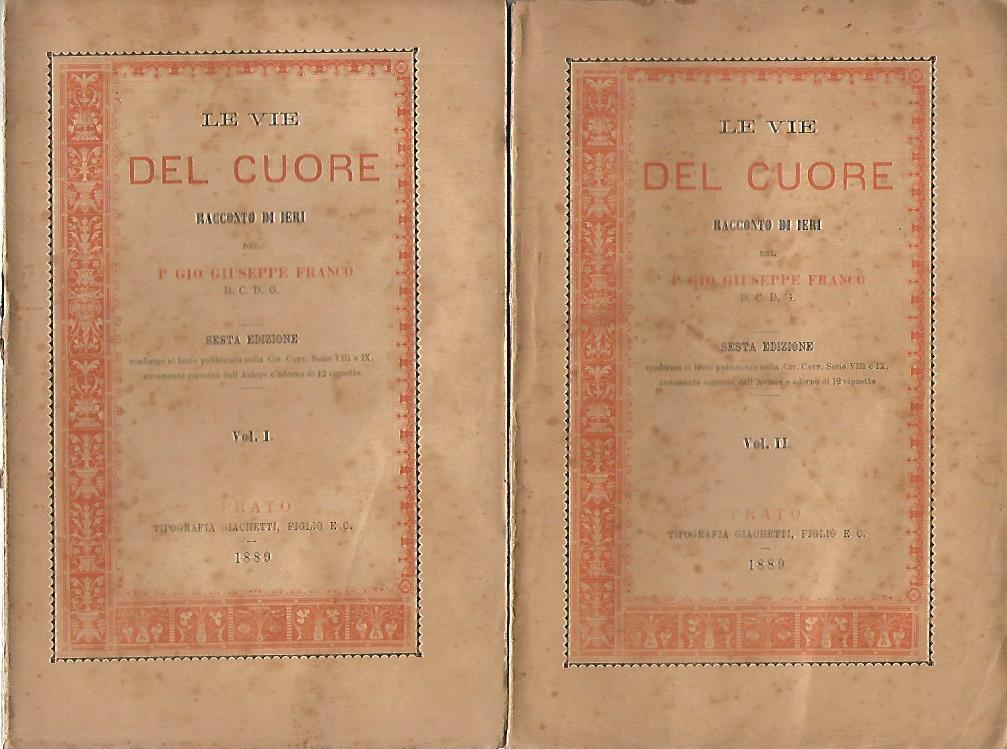 LE VIE
DEL CUORE
RACCONTO DI IERI
DEL
P. GIO GIUSEPPE FRANCO
D. C. D. G.
SESTA EDIZIONE
conforme al testo pubblicato nella CIV. CATT. Serie VIII e IX.
novamente corretto dall'Autore e adorno di 12 vignette
Vol. I
PRATO
TIPOGRAFIA GIACHETTI, FIGLIO E C.
1889
LE VIE
DEL CUORE
RACCONTO DI IERI
DEL
P. GIO GIUSEPPE FRANCO
D. C. D. G.
SESTA EDIZIONE
conforme al testo pubblicato nella CIV. CATT. Serie VIII e IX.
novamente corretto dall'Autore e adorno di 12 vignette
Vol. II
PRATO
TIPOGRAFIA GIACHETTI, FIGLIO E C.
1889